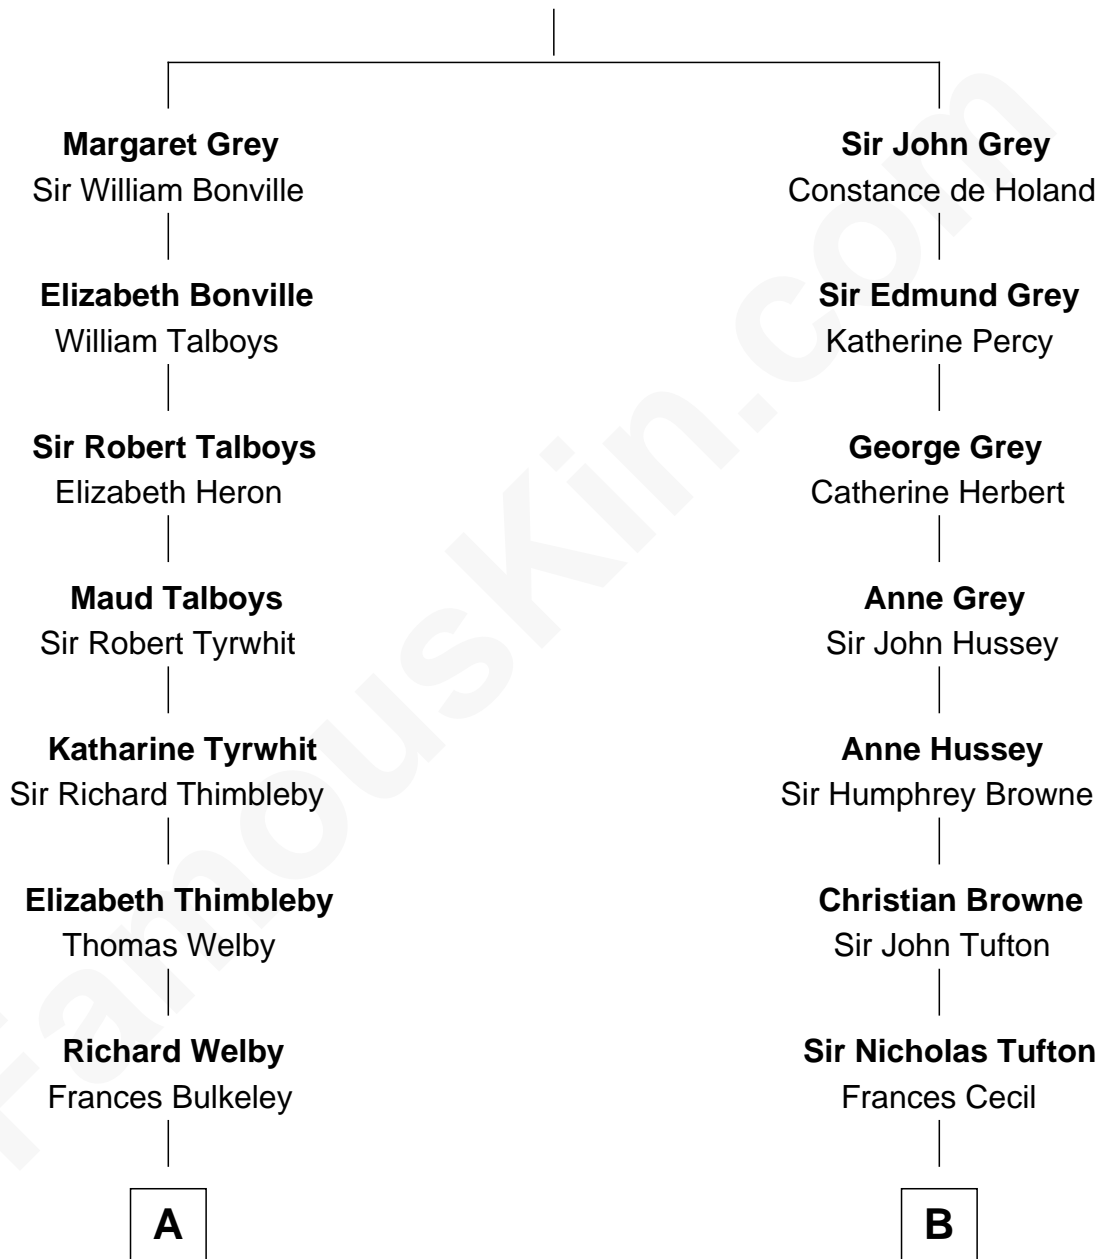 Margaret Grey
Sir William Bonville
Sir John Grey
Constance de Holand
Elizabeth Bonville
William Talboys
Sir Edmund Grey
Katherine Percy
Sir Robert Talboys
Elizabeth Heron
George Grey
Catherine Herbert
Maud Talboys
Sir Robert Tyrwhit
Anne Grey
Sir John Hussey
Katharine Tyrwhit
Sir Richard Thimbleby
Anne Hussey
Sir Humphrey Browne
Elizabeth Thimbleby
Thomas Welby
Christian Browne
Sir John Tufton
Richard Welby
Frances Bulkeley
Sir Nicholas Tufton
Frances Cecil
A
B
FamousKin.com